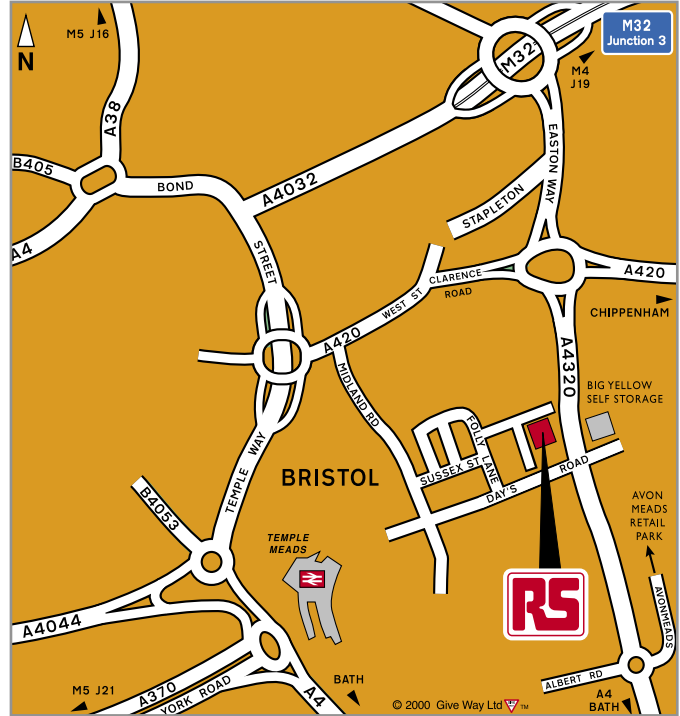 M5 J16
N
M32
Junction 3
M32
M4
J19
A38
B405
BOND
A4032
EASTON WAY
STAPLETON
A4
STREET
CLARENCE
ROAD
A420
CHIPPENHAM
WEST ST
A420
A4320
MIDLAND RD
BIG YELLOW
SELF STORAGE
FOLLY LANE
SUSSEX ST
DAY'S
ROAD
BRISTOL
TEMPLE WAY
B4053
AVON
MEADS
RETAIL
PARK
TEMPLE
MEADS
RS
AVONMEADS
A4044
ALBERT RD
M5 J21
A370
YORK ROAD
BATH
A4
A4
BATH
© 2000 Give Way Ltd TM